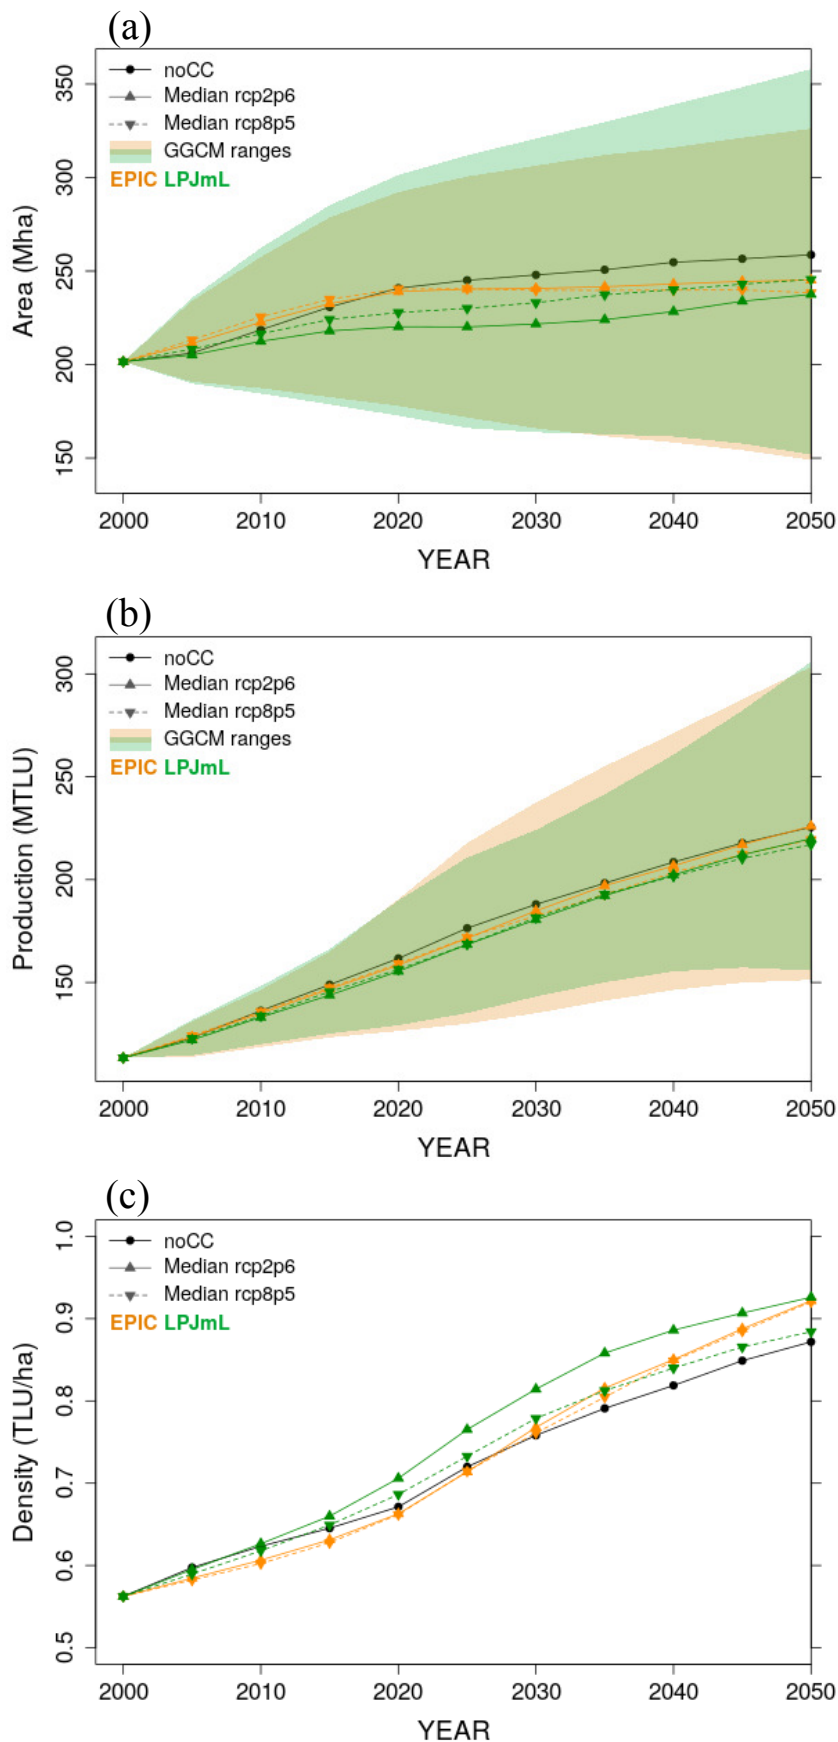 (a)
noCC
Median rcp2p6
Median rcp8p5
GGCM ranges
EPIC LPJmL
Area (Mha)
350
300
250
200
150
2000 2010 2020 2030 2040 2050
YEAR
(b)
noCC
Median rcp2p6
Median rcp8p5
GGCM ranges
EPIC LPJmL
Production (MTLU)
300
250
200
150
2000 2010 2020 2030 2040 2050
YEAR
(c)
noCC
Median rcp2p6
Median rcp8p5
EPIC LPJmL
Density (TLU/ha)
1.0
0.9
0.8
0.7
0.6
0.5
2000 2010 2020 2030 2040 2050
YEAR